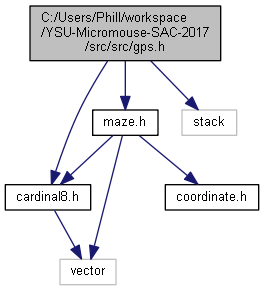 C:/Users/Phill/workspace
/YSU-Micromouse-SAC-2017
/src/src/gps.h
maze.h
stack
cardinal8.h
coordinate.h
vector